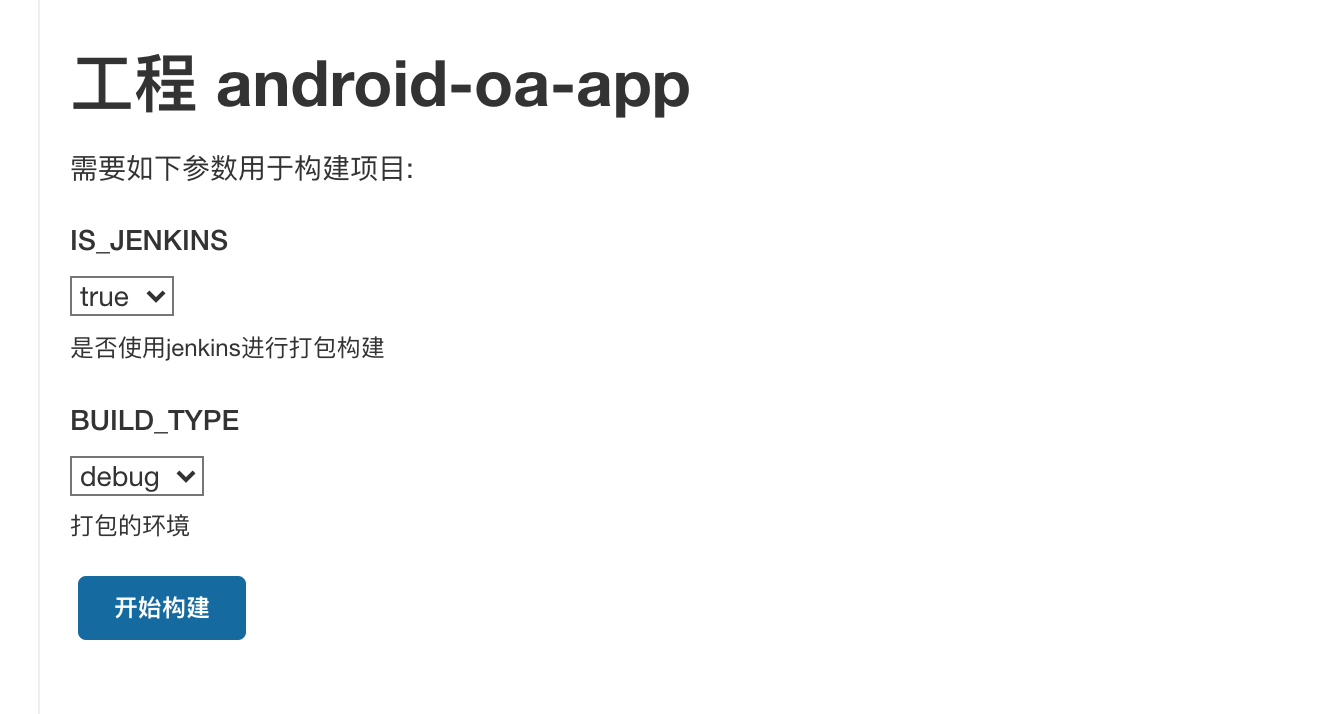 工程 android-oa-app
需要如下参数用于构建项目:
IS_JENKINS
true
是否使用jenkins进行打包构建
BUILD_TYPE
debug
打包的环境
开始构建